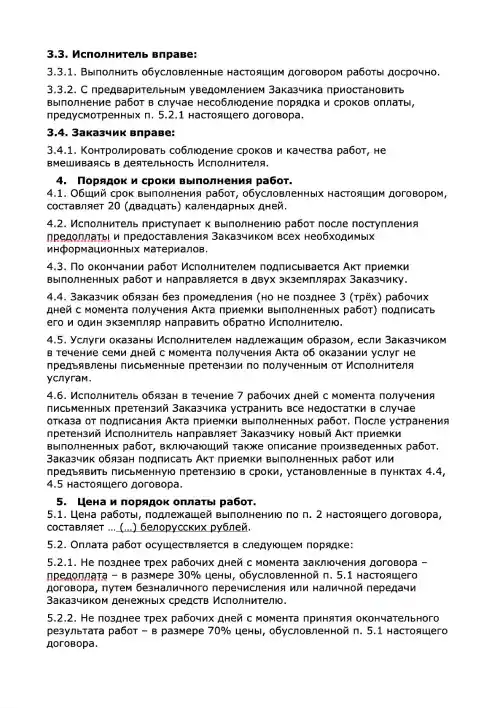 3.3. Исполнитель вправе:
3.3.1. Выполнить обусловленные настоящим договором работы досрочно.
3.3.2. С предварительным уведомлением Заказчика приостановить
выполнение работ в случае несоблюдение порядка и сроков оплаты,
предусмотренных п. 5.2.1 настоящего договора.
3.4. Заказчик вправе:
3.4.1. Контролировать соблюдение сроков и качества работ, не
вмешиваясь в деятельность Исполнителя.
4. Порядок и сроки выполнения работ.
4.1. Общий срок выполнения работ, обусловленных настоящим договором,
составляет 20 (двадцать) календарных дней.
4.2. Исполнитель приступает к выполнению работ после поступления
предоплаты и предоставления Заказчиком всех необходимых
информационных материалов.
4.3. По окончании работ Исполнителем подписывается Акт приемки
выполненных работ и направляется в двух экземплярах Заказчику.
4.4. Заказчик обязан без промедления (но не позднее 3 (трёх) рабочих
дней с момента получения Акта приемки выполненных работ) подписать
его и один экземпляр направить обратно Исполнителю.
4.5. Услуги оказаны Исполнителем надлежащим образом, если Заказчиком
в течение семи дней с момента получения Акта об оказании услуг не
предъявлены письменные претензии по полученным от Исполнителя
услугам.
4.6. Исполнитель обязан в течение 7 рабочих дней с момента получения
письменных претензий Заказчика устранить все недостатки в случае
отказа от подписания Акта приемки выполненных работ. После устранения
претензий Исполнитель направляет Заказчику новый Акт приемки
выполненных работ, включающий также описание произведенных работ.
Заказчик обязан подписать Акт приемки выполненных работ или
предъявить письменную претензию в сроки, установленные в пунктах 4.4,
4.5 настоящего договора.
5. Цена и порядок оплаты работ.
5.1. Цена работы, подлежащей выполнению по п. 2 настоящего договора,
составляет … (…) белорусских рублей.
5.2. Оплата работ осуществляется в следующем порядке:
5.2.1. Не позднее трех рабочих дней с момента заключения договора –
предоплата – в размере 30% цены, обусловленной п. 5.1 настоящего
договора, путем безналичного перечисления или наличной передачи
Заказчиком денежных средств Исполнителю.
5.2.2. Не позднее трех рабочих дней с момента принятия окончательного
результата работ – в размере 70% цены, обусловленной п. 5.1 настоящего
договора.